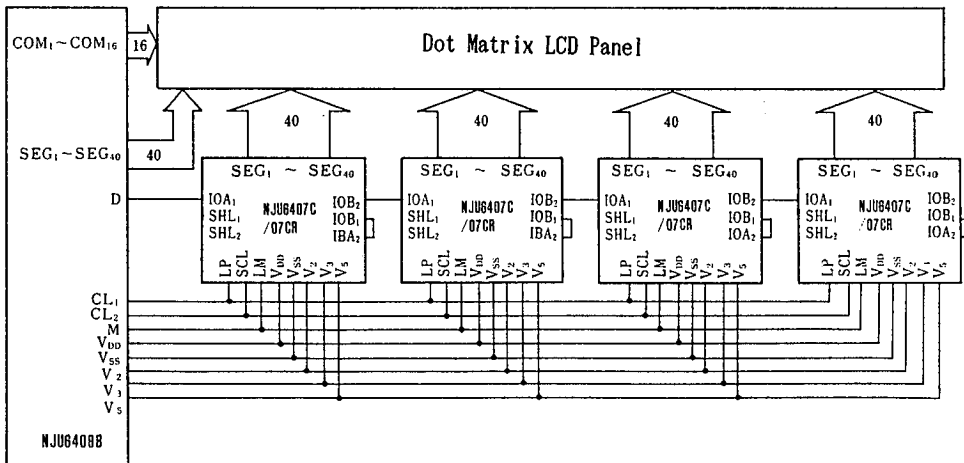 COM₁~COM₁₆
16
Dot Matrix LCD Panel
40
40
40
40
SEG₁~SEG₄₀
40
SEG₁ ~ SEG₄₀
SEG₁ ~ SEG₄₀
SEG₁ ~ SEG₄₀
SEG₁ ~ SEG₄₀
D
IOA₁
SHL₁
SHL₂
NJU6407C
/07CR
IOB₂
IOB₁
IBA₂
IOA₁
SHL₁
SHL₂
NJU6407C
/07CR
IOB₂
IOB₁
IBA₂
IOA₁
SHL₁
SHL₂
NJU6407C
/07CR
IOB₂
IOB₁
IOA₂
IOA₁
SHL₁
SHL₂
NJU6407C
/07CR
IOB₂
IOB₁
IOA₂
LP SCL LM VDD VSS V₂ V₃ V₅
LP SCL LM VDD VSS V₂ V₃ V₅
LP SCL LM VDD VSS V₂ V₃ V₅
LP SCL LM VDD VSS V₂ V₁ V₅
CL₁
CL₂
M
VDD
VSS
V₂
V₃
V₅
NJU6408B